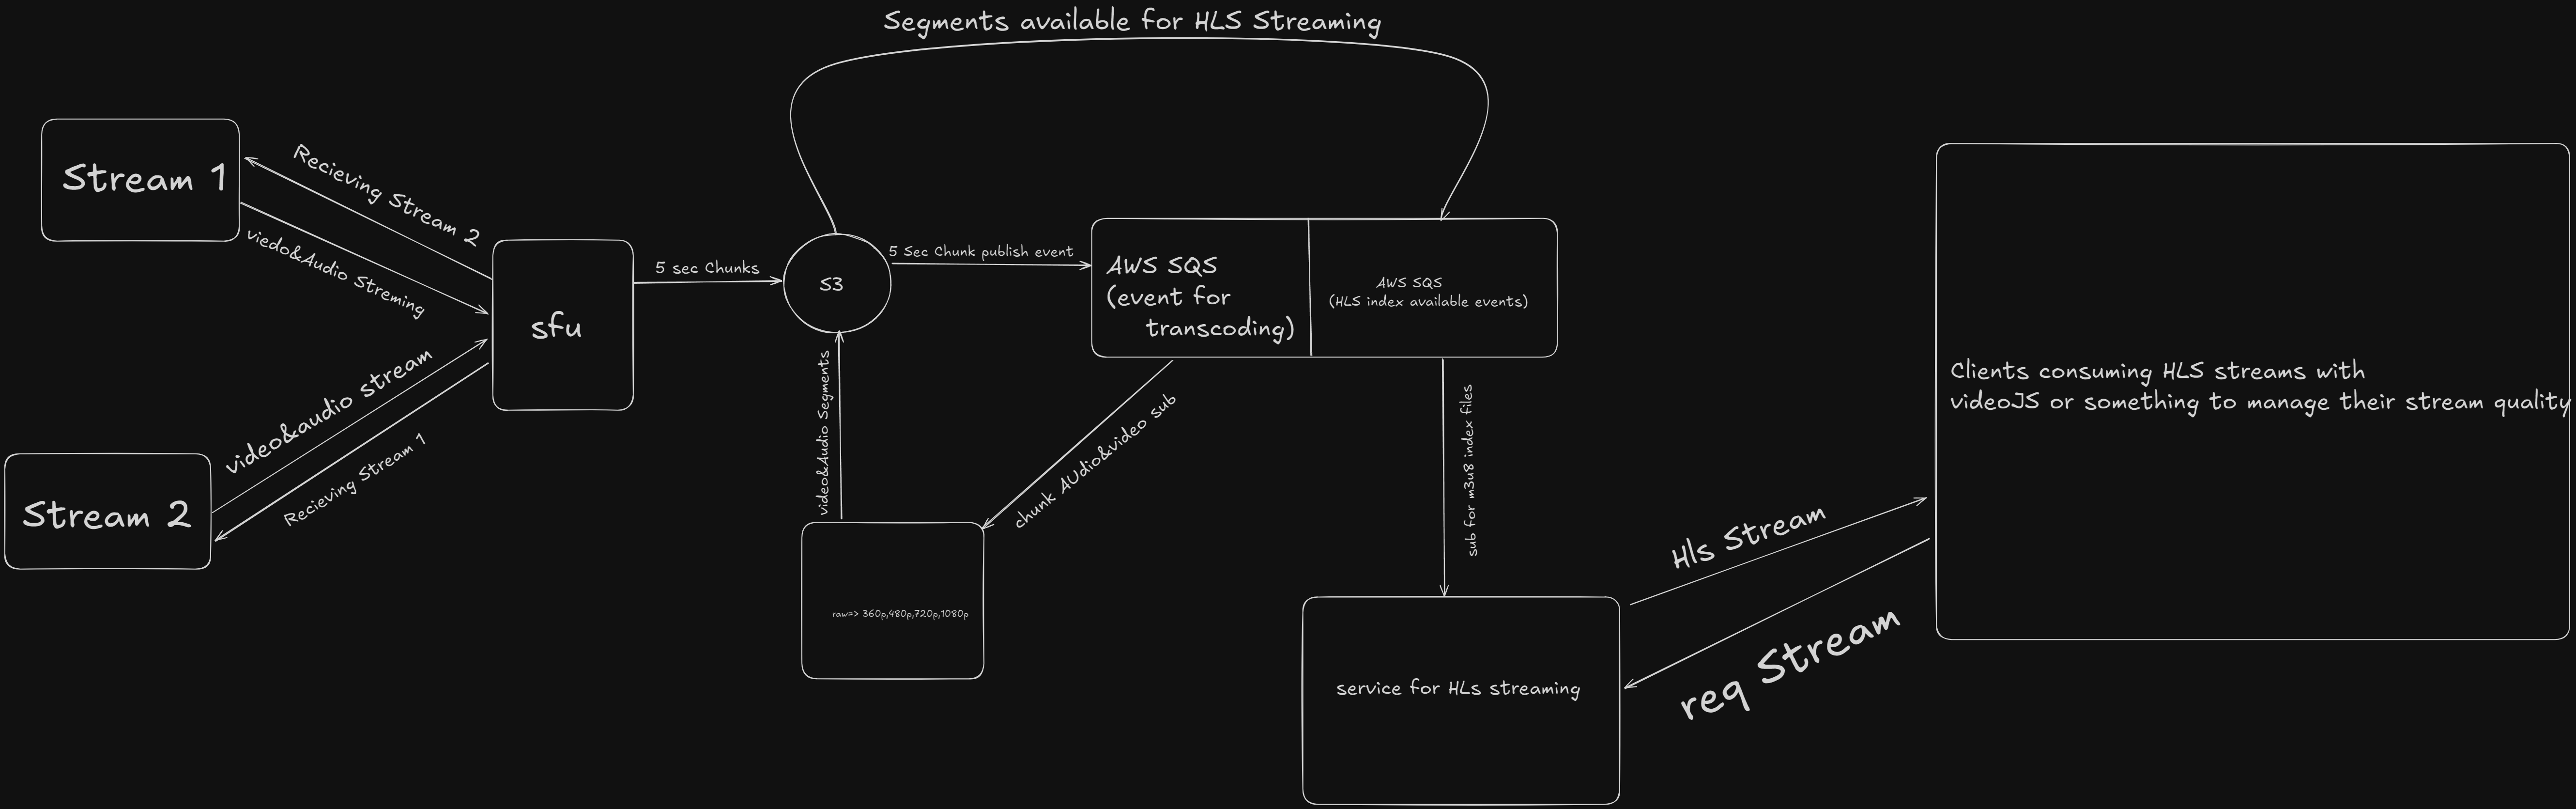 Segments available for HLS Streaming
Stream 1
Recieving Stream 2
viedo&Audio Streming
sfu
video&audio stream
Recieving Stream 1
Stream 2
5 sec Chunks
S3
5 Sec Chunk publish event
AWS SQS
(event for
transcoding)
AWS SQS
(HLS index available events)
video&Audio Segments
chunk AUdio&video sub
sub for m3u8 index files
raw=> 360p,480p,720p,1080p
service for HLs streaming
Hls Stream
req Stream
Clients consuming HLS streams with
videoJS or something to manage their stream quality